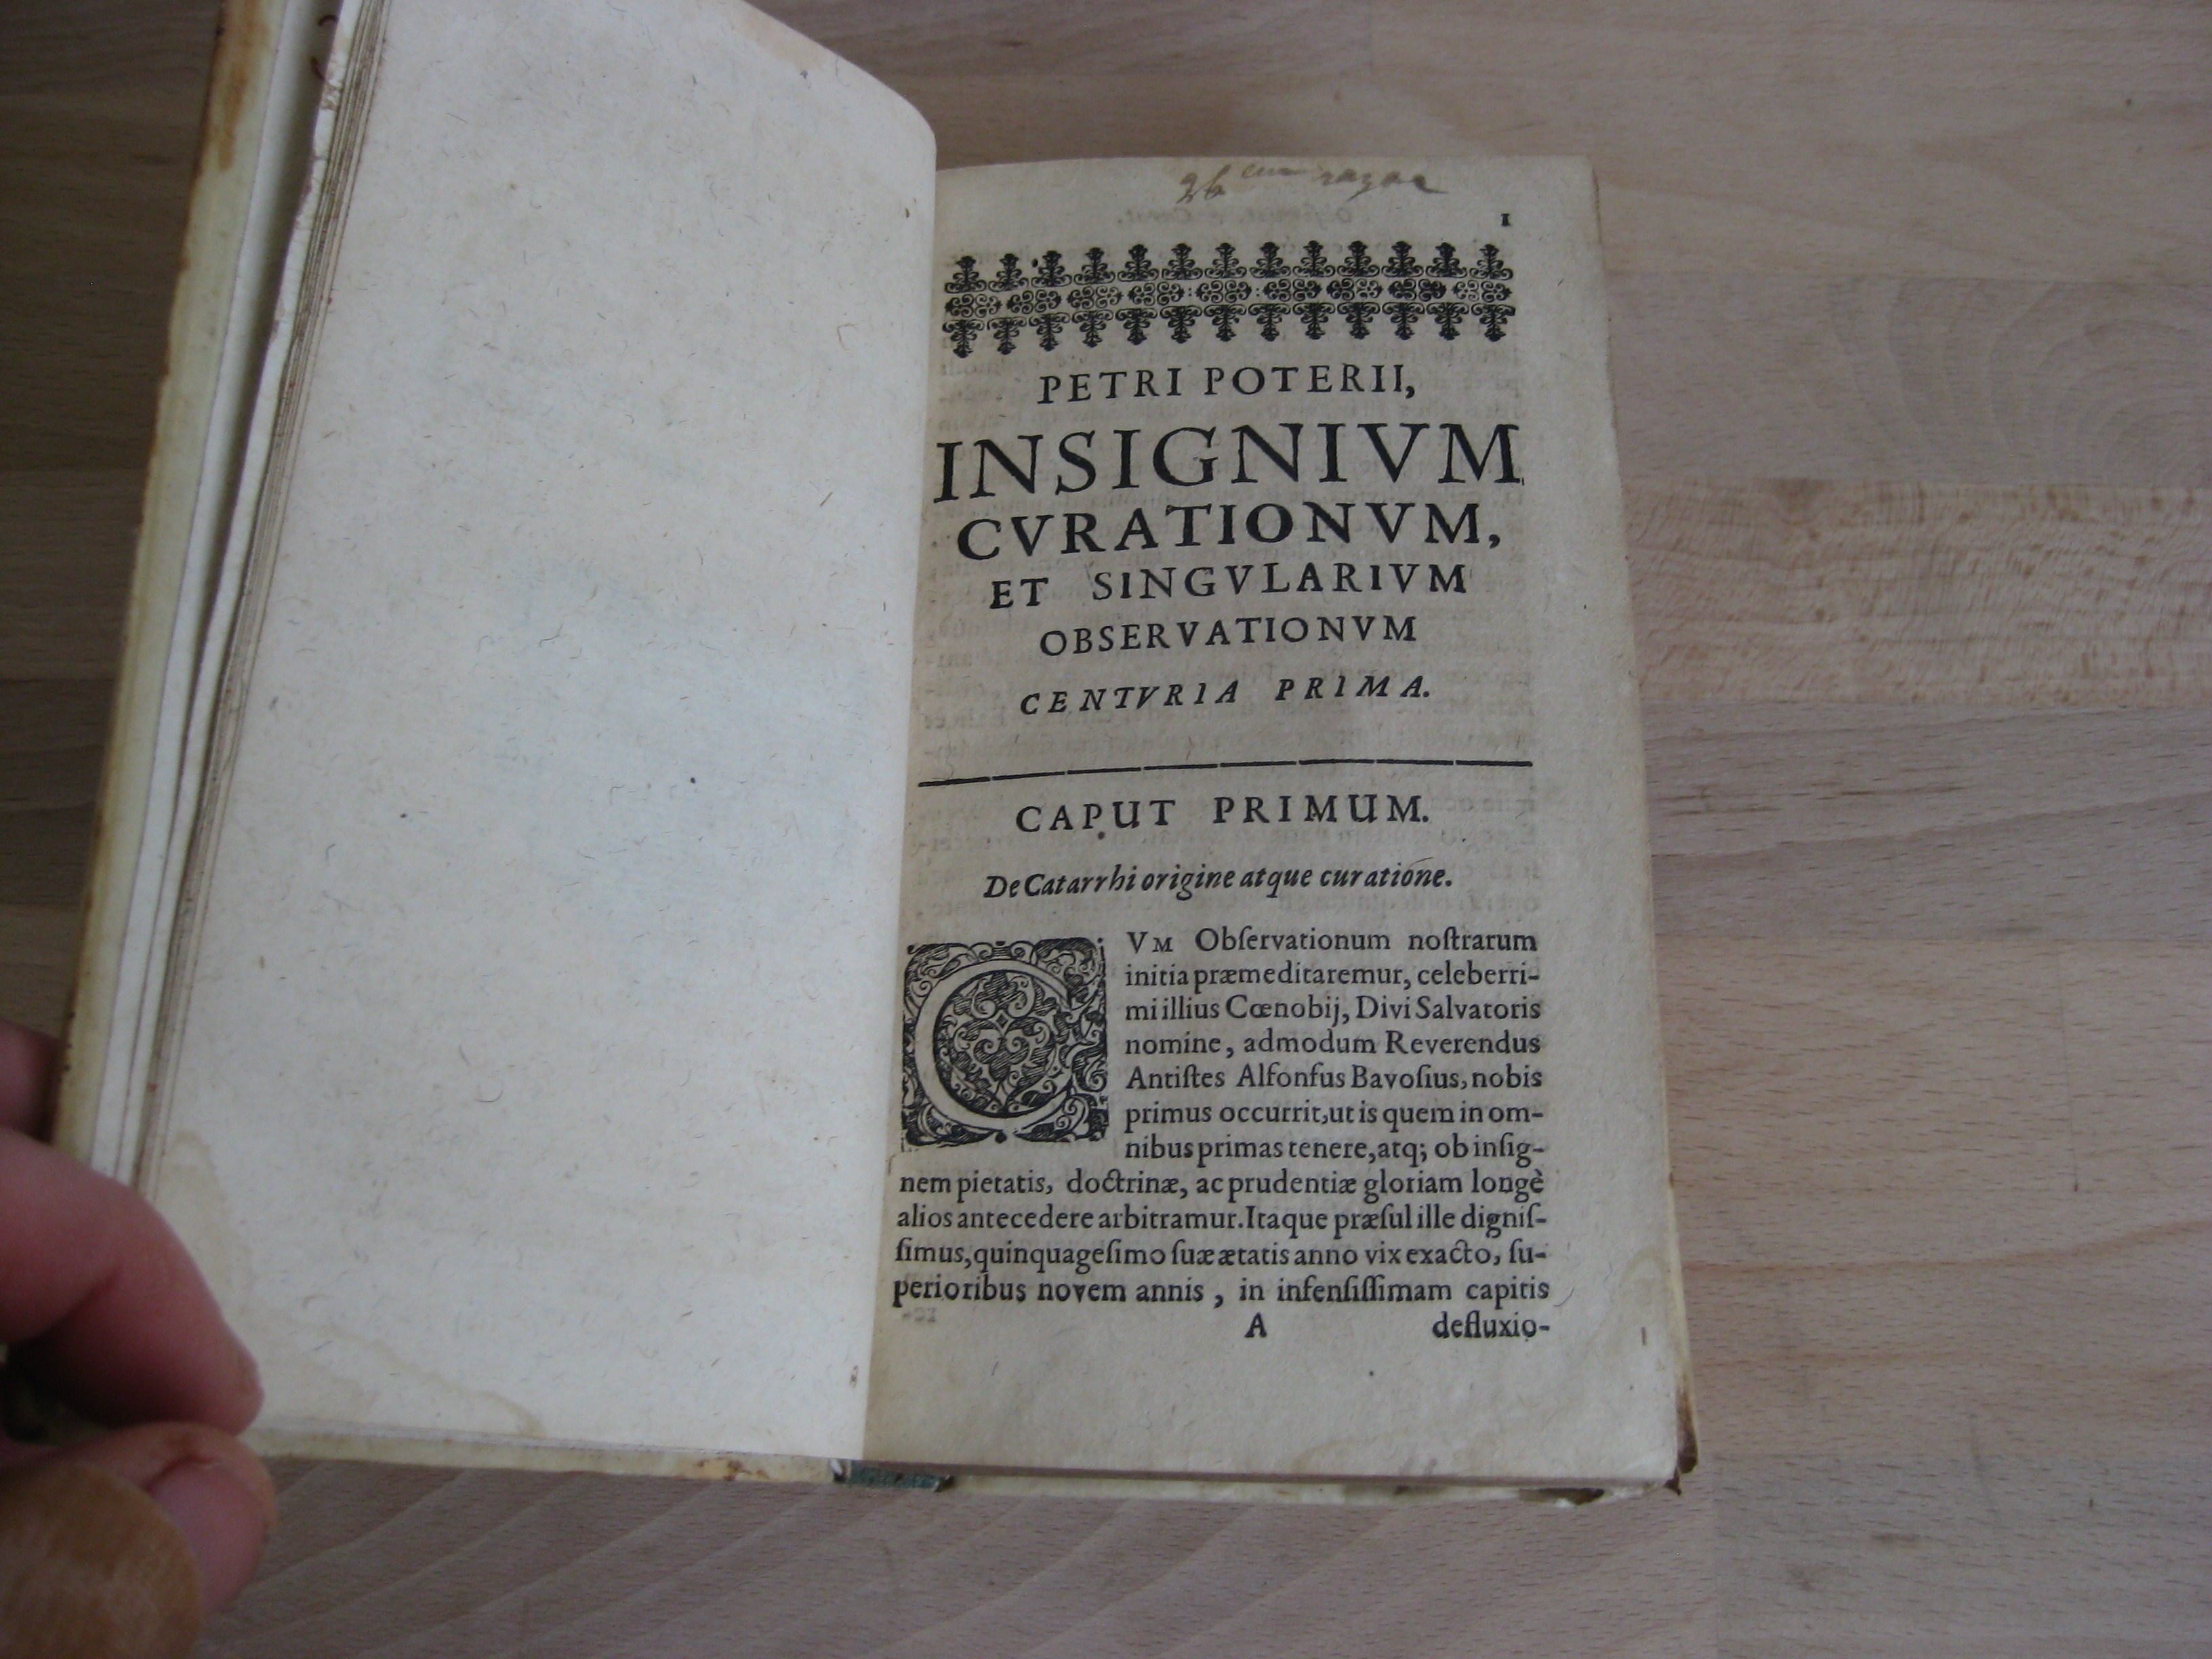 1
PETRI POTERII,
INSIGNIVM
CVRATIONVM,
ET SINGVLARIVM
OBSERVATIONVM
CENTVRIA PRIMA.
CAPUT PRIMUM.
De Catarrhi origine atque curatione.
CVM Obſervationum noſtrarum
initia præmeditaremur, celeberri-
mi illius Cœnobij, Divi Salvatoris
nomine, admodum Reverendus
Antiſtes Alfonſus Bavoſius, nobis
primus occurrit, ut is quem in om-
nibus primas tenere, atq; ob inſig-
nem pietatis, doctrinæ, ac prudentiæ gloriam longè
alios antecedere arbitramur. Itaque præſul ille digniſ-
ſimus, quinquageſimo ſuæ ætatis anno vix exacto, ſu-
perioribus novem annis, in infenſiſſimam capitis
A defluxio-